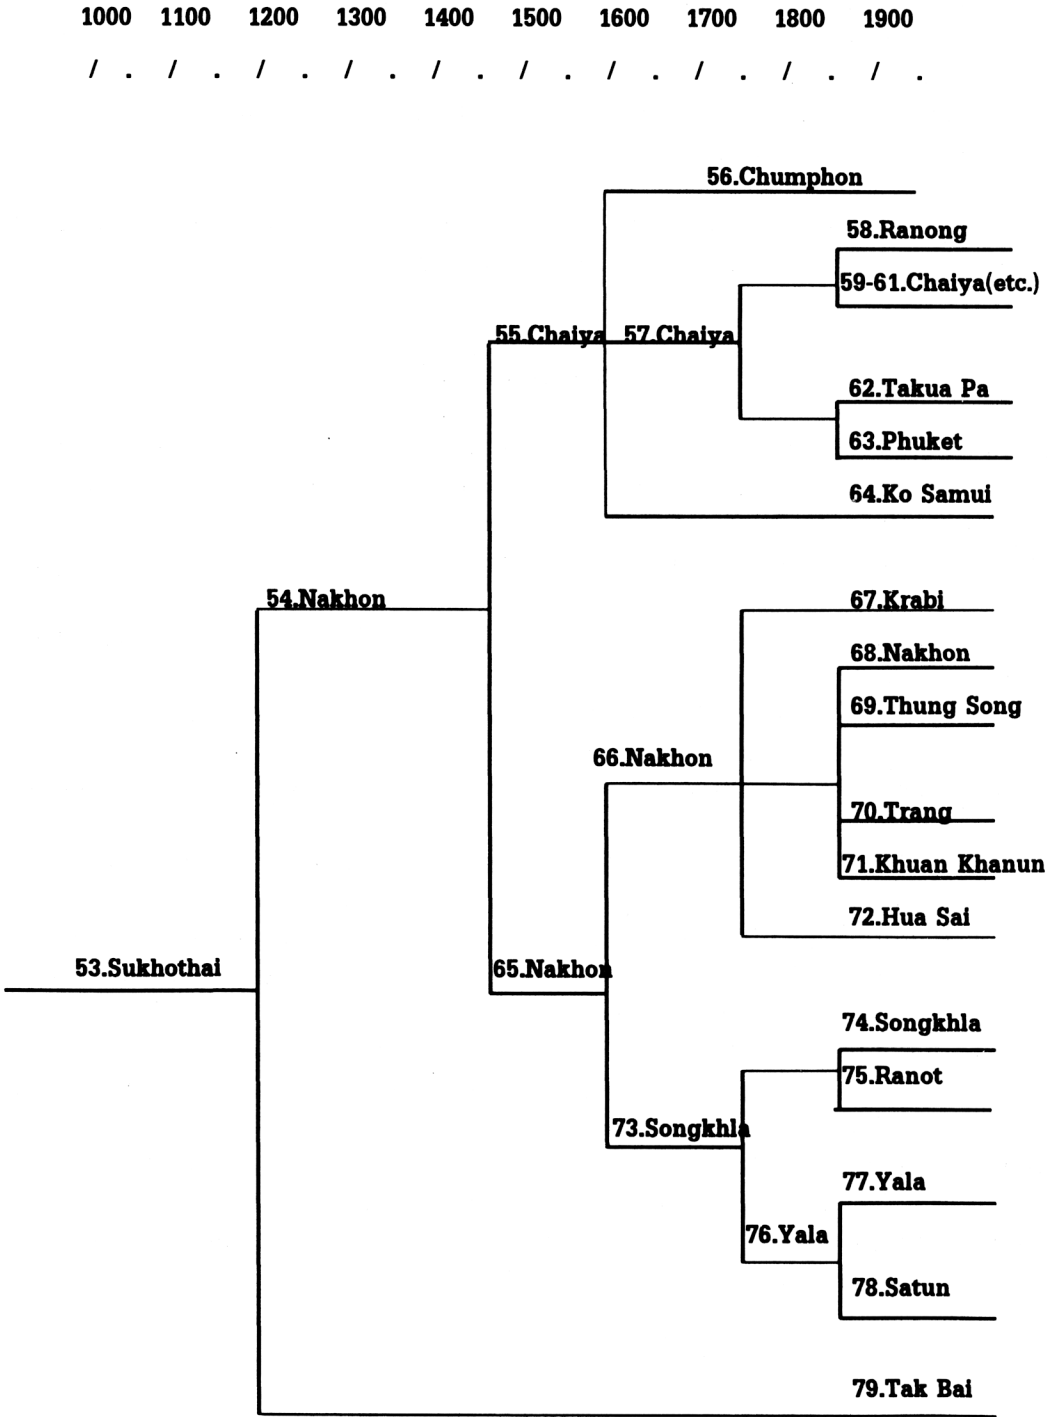 1000 1100 1200 1300 1400 1500 1600 1700 1800 1900
/ . / . / . / . / . / . / . / . / . / .
56.Chumphon
58.Ranong
59-61.Chaiya(etc.)
55.Chaiya 57.Chaiya
62.Takua Pa
63.Phuket
64.Ko Samui
54.Nakhon 67.Krabi
68.Nakhon
69.Thung Song
66.Nakhon
70.Trang
71.Khuan Khanun
72.Hua Sai
53.Sukhothai 65.Nakhon
74.Songkhla
75.Ranot
73.Songkhla
77.Yala
76.Yala
78.Satun
79.Tak Bai